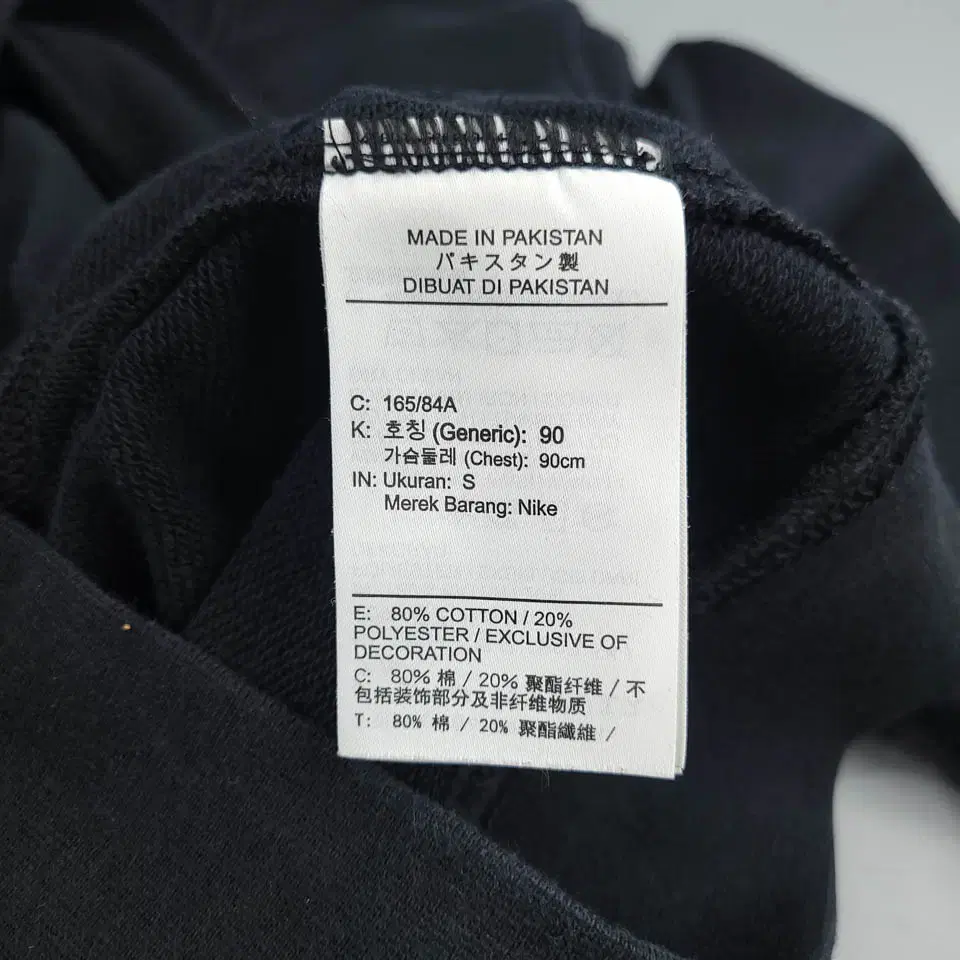 MADE IN PAKISTAN
パキスタン製
DIBUAT DI PAKISTAN
C: 165/84A
K: 호칭 (Generic): 90
가슴둘레 (Chest): 90cm
IN: Ukuran: S
Merek Barang: Nike
E: 80% COTTON / 20%
POLYESTER / EXCLUSIVE OF
DECORATION
C: 80% 棉 / 20% 聚酯纤维 / 不
包括装饰部分及非纤维物质
T: 80% 棉 / 20% 聚酯纖維 /